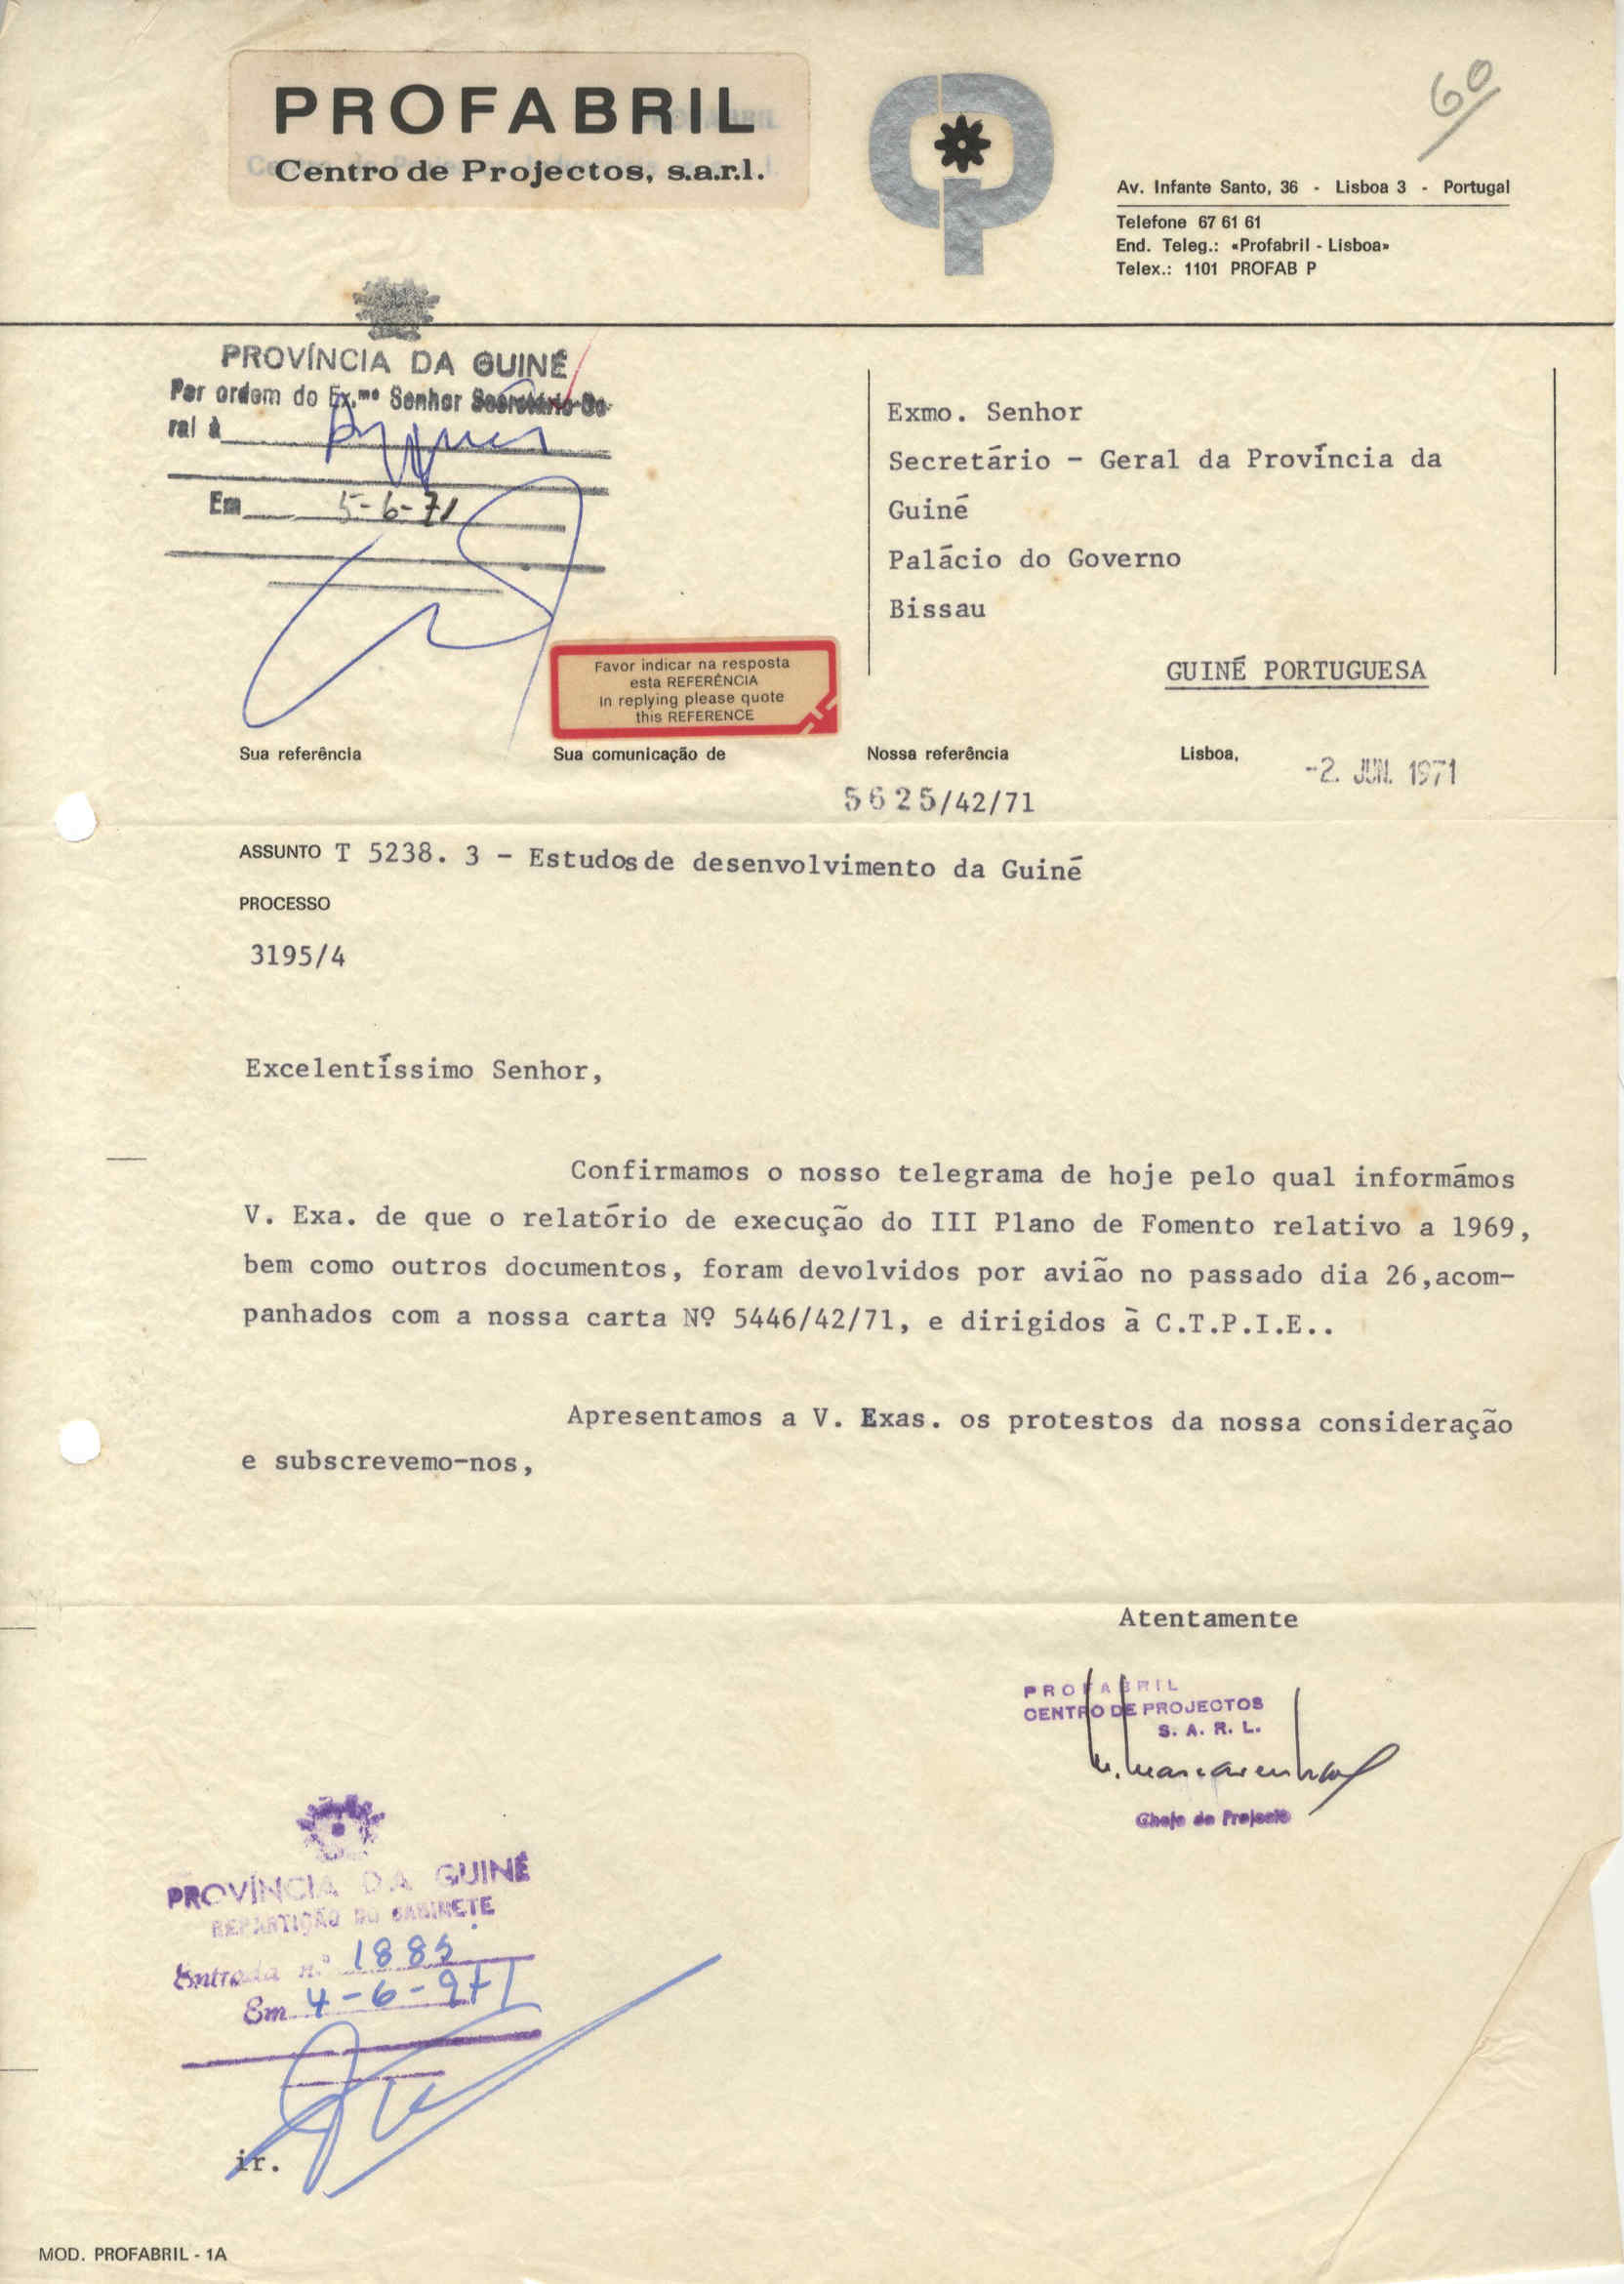 PROFABRIL
Centro de Projectos, s.a.r.l.
60
Av. Infante Santo, 36 - Lisboa 3 - Portugal
Telefone 67 61 61
End. Teleg.: «Profabril - Lisboa»
Telex.: 1101 PROFAB P
PROVÍNCIA DA GUINÉ
Por ordem do Ex.mo Senhor Secretário-Ge-
ral à
Em 5-6-71
Exmo. Senhor
Secretário - Geral da Província da
Guiné
Palácio do Governo
Bissau
GUINÉ PORTUGUESA
Favor indicar na resposta
esta REFERÊNCIA
In replying please quote
this REFERENCE
Sua referência Sua comunicação de Nossa referência Lisboa, -2. JUN. 1971
5625/42/71
ASSUNTO T 5238. 3 - Estudos de desenvolvimento da Guiné
PROCESSO
3195/4
Excelentíssimo Senhor,
Confirmamos o nosso telegrama de hoje pelo qual informámos
V. Exa. de que o relatório de execução do III Plano de Fomento relativo a 1969,
bem como outros documentos, foram devolvidos por avião no passado dia 26,acom-
panhados com a nossa carta Nº 5446/42/71, e dirigidos à C.T.P.I.E..
Apresentamos a V. Exas. os protestos da nossa consideração
e subscrevemo-nos,
Atentamente
PROFABRIL
CENTRO DE PROJECTOS
S. A. R. L.
Chefe de Projecto
PROVÍNCIA DA GUINÉ
REPARTIÇÃO DO GABINETE
Entrada nº 1885
Em 4-6-971
ir.
MOD. PROFABRIL - 1A